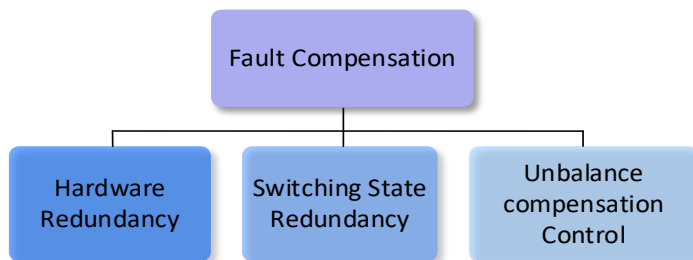 Fault Compensation
Hardware
Redundancy
Switching State
Redundancy
Unbalance
compensation
Control